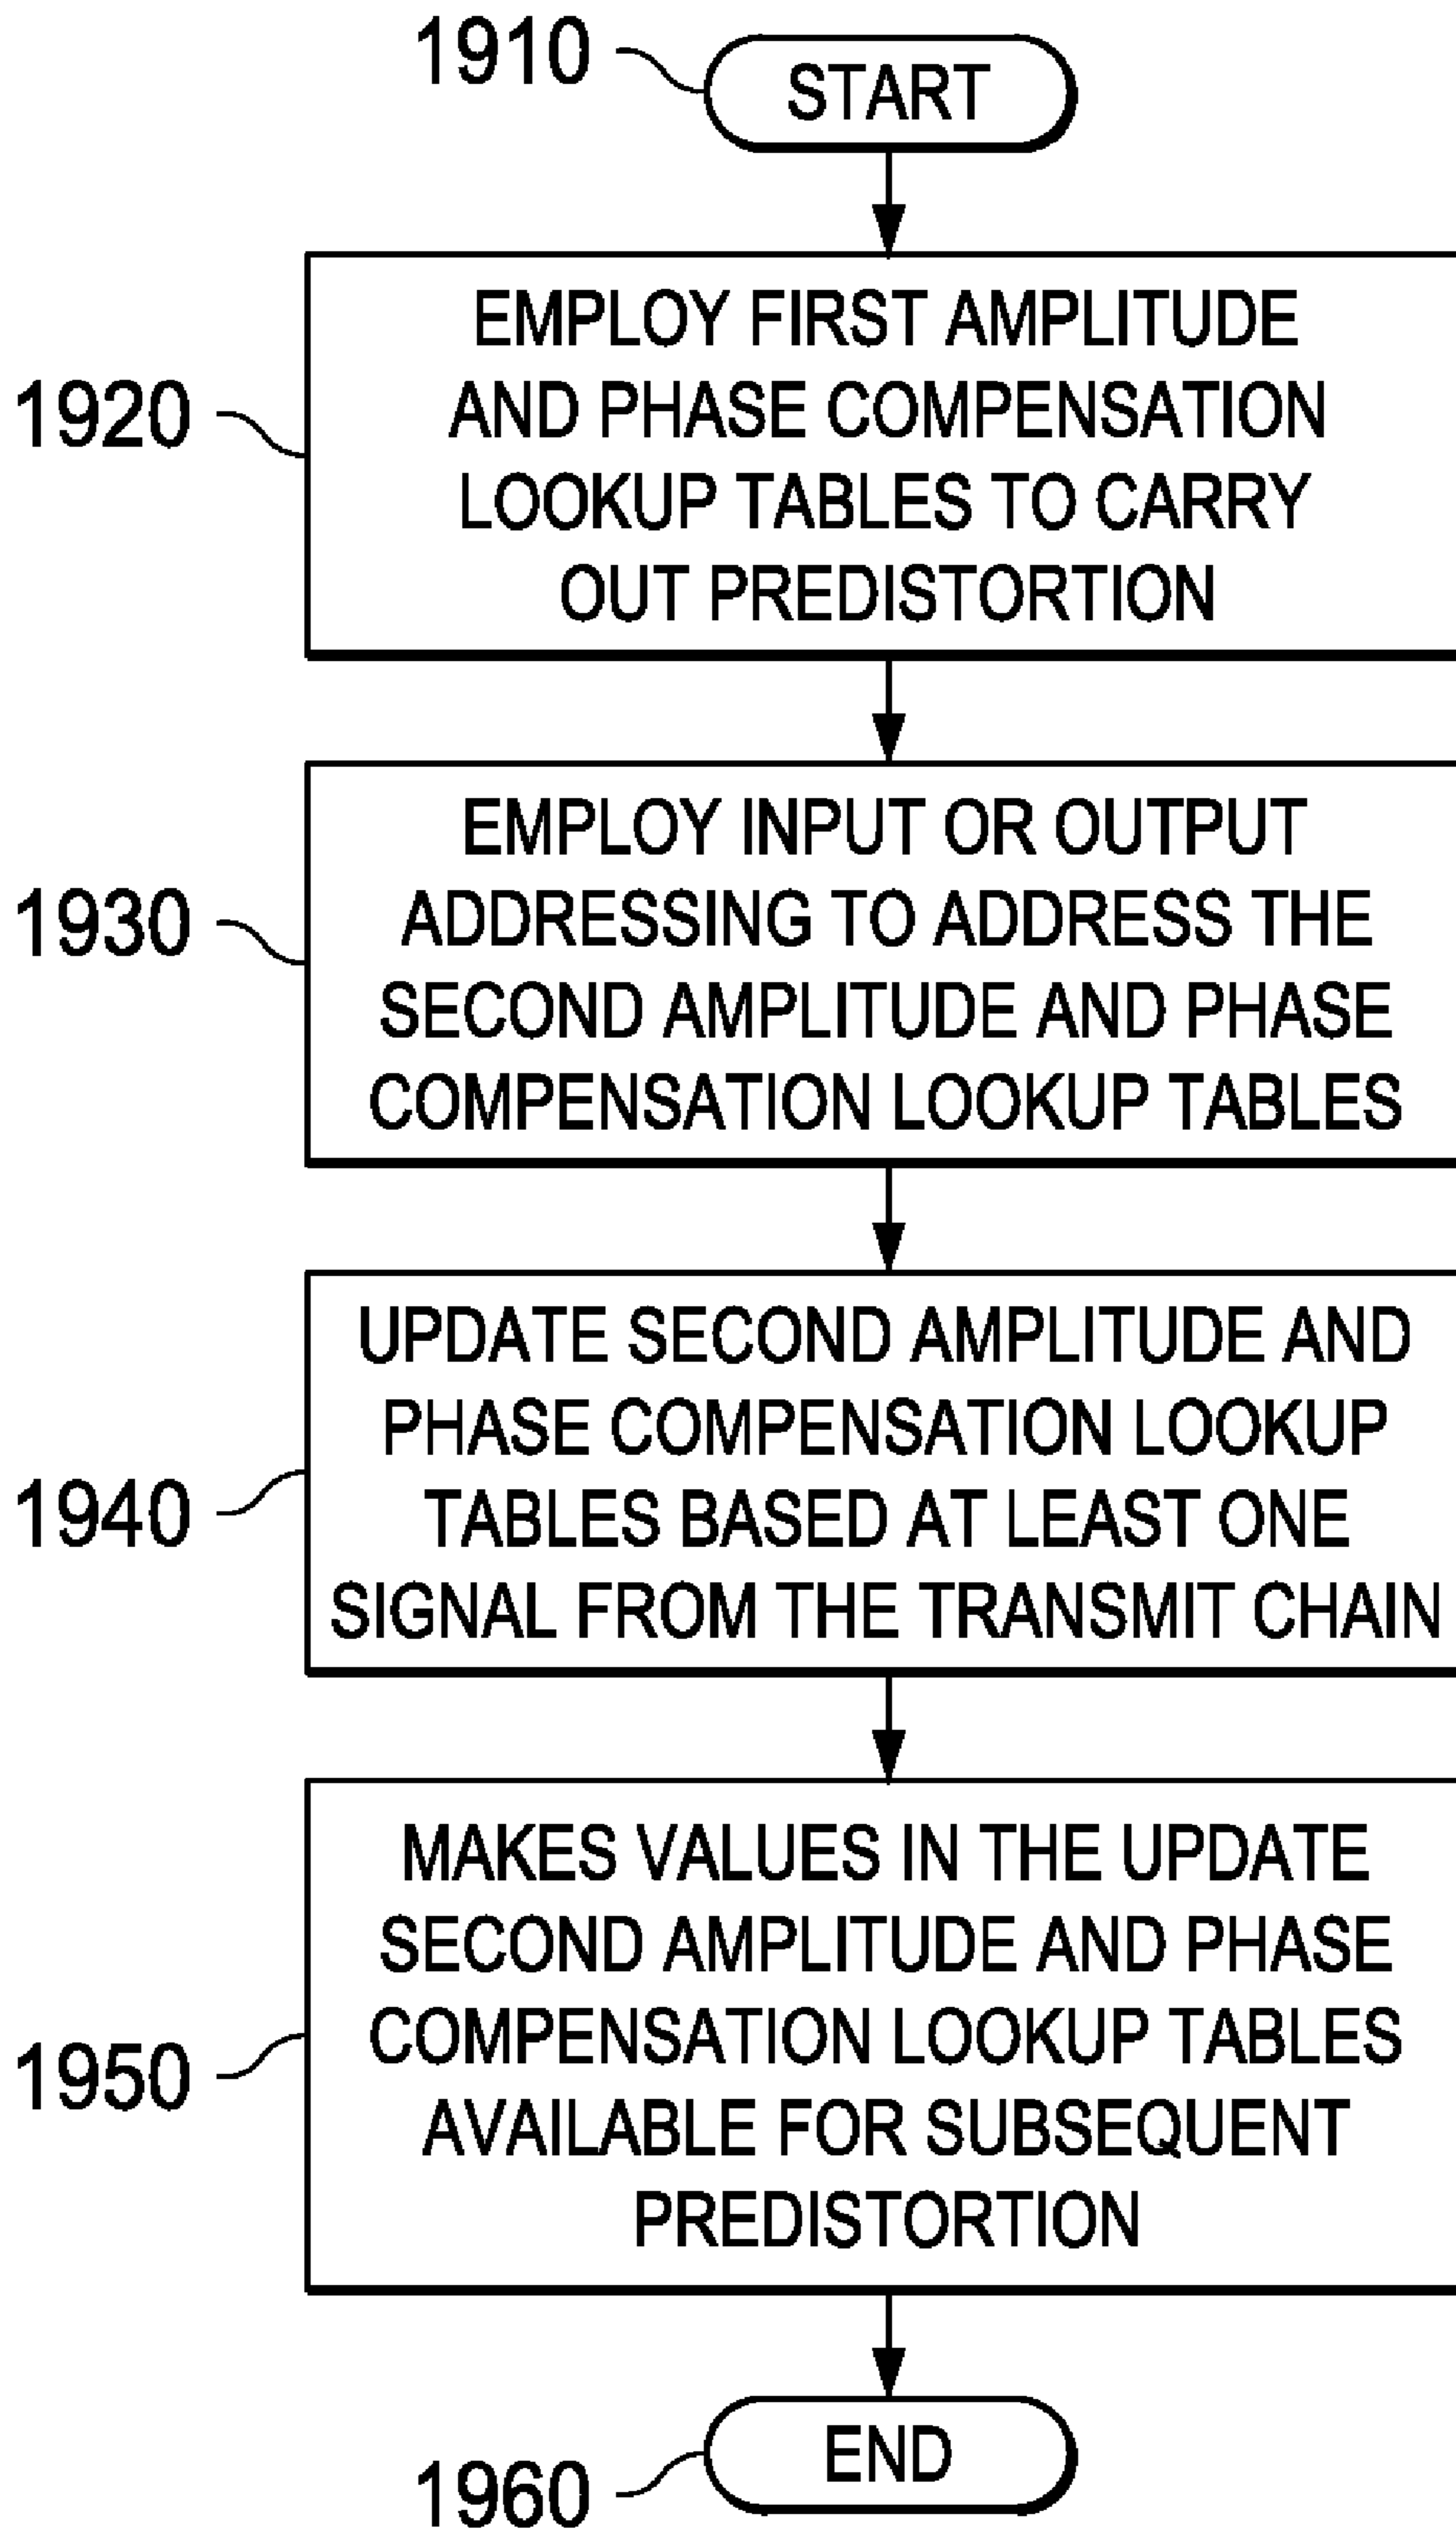 1910
START
1920
EMPLOY FIRST AMPLITUDE
AND PHASE COMPENSATION
LOOKUP TABLES TO CARRY
OUT PREDISTORTION
1930
EMPLOY INPUT OR OUTPUT
ADDRESSING TO ADDRESS THE
SECOND AMPLITUDE AND PHASE
COMPENSATION LOOKUP TABLES
1940
UPDATE SECOND AMPLITUDE AND
PHASE COMPENSATION LOOKUP
TABLES BASED AT LEAST ONE
SIGNAL FROM THE TRANSMIT CHAIN
1950
MAKES VALUES IN THE UPDATE
SECOND AMPLITUDE AND PHASE
COMPENSATION LOOKUP TABLES
AVAILABLE FOR SUBSEQUENT
PREDISTORTION
1960
END